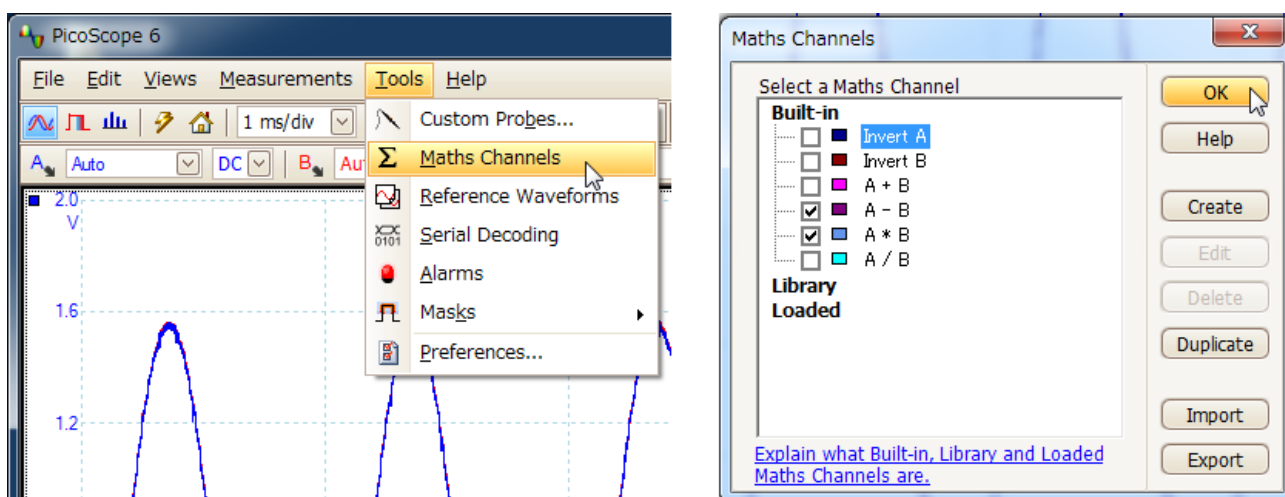 PicoScope 6
File Edit Views Measurements Tools Help
1 ms/div
A Auto DC B Au
Custom Probes...
Maths Channels
Reference Waveforms
Serial Decoding
Alarms
Masks
Preferences...
2.0
V
1.6
1.2
Maths Channels
Select a Maths Channel
Built-in
Invert A
Invert B
A + B
A - B
A * B
A / B
Library
Loaded
Explain what Built-in, Library and Loaded
Maths Channels are.
OK
Help
Create
Edit
Delete
Duplicate
Import
Export